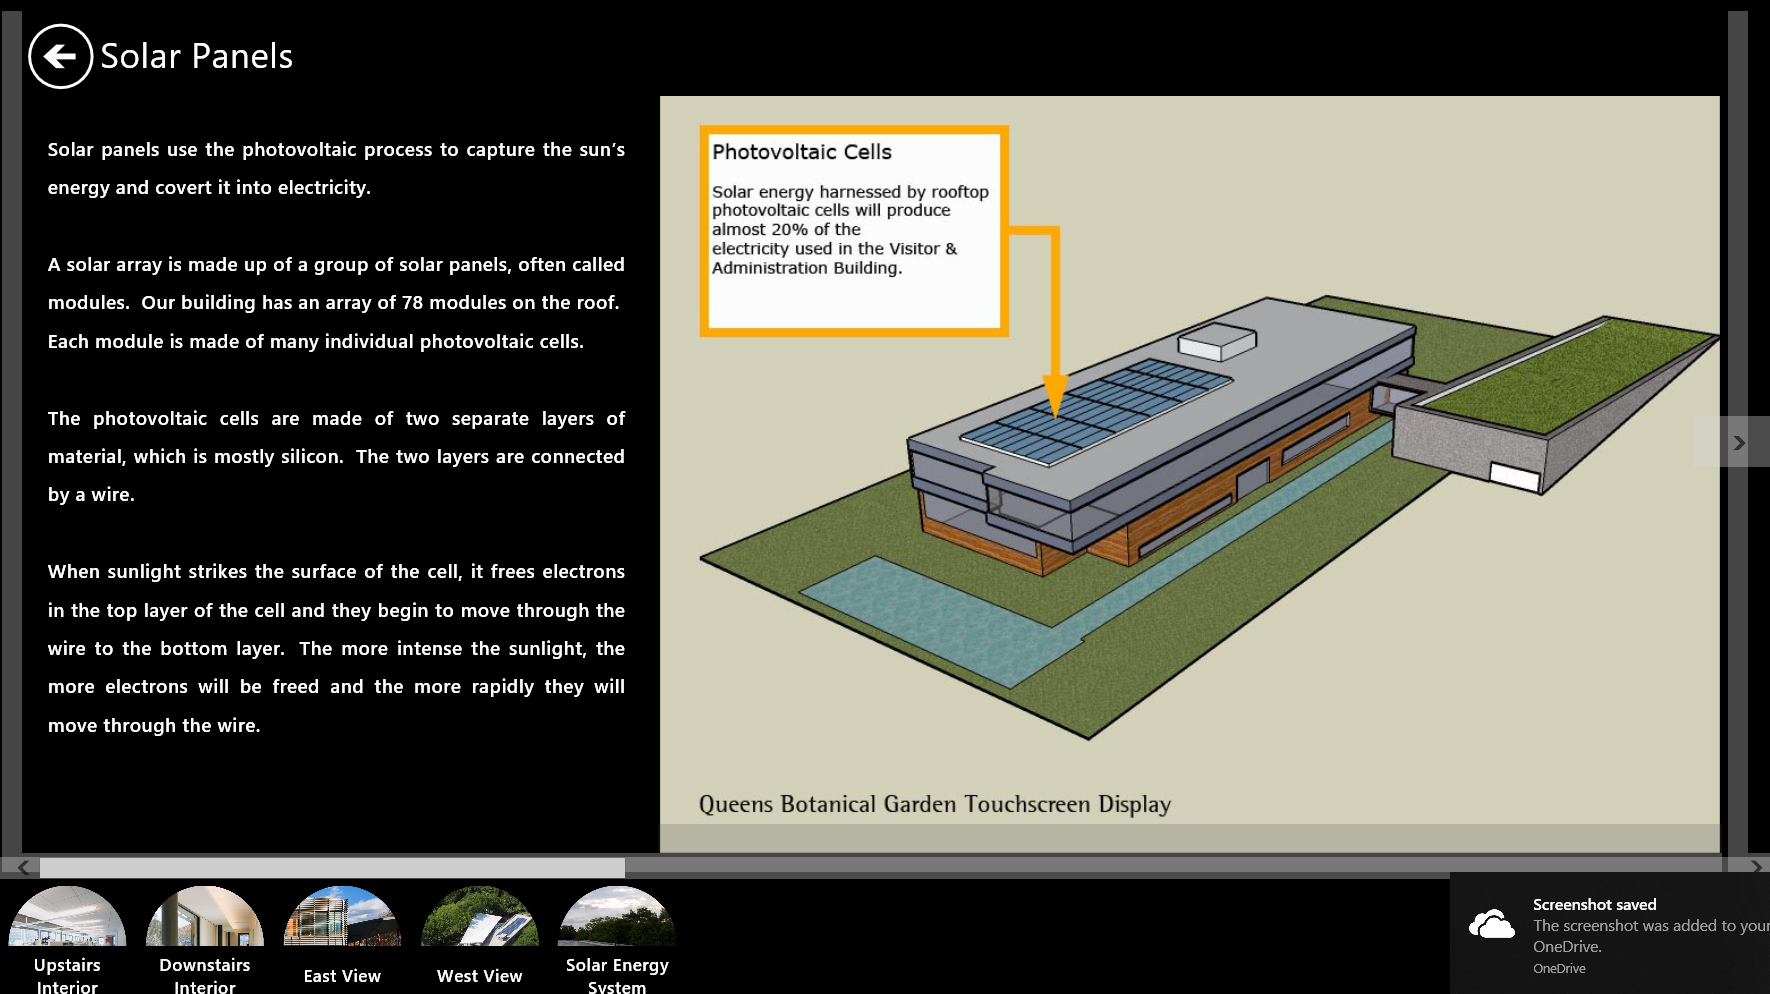 Solar Panels
Solar panels use the photovoltaic process to capture the sun's
energy and covert it into electricity.
A solar array is made up of a group of solar panels, often called
modules.  Our building has an array of 78 modules on the roof.
Each module is made of many individual photovoltaic cells.
The photovoltaic cells are made of two separate layers of
material, which is mostly silicon.  The two layers are connected
by a wire.
When sunlight strikes the surface of the cell, it frees electrons
in the top layer of the cell and they begin to move through the
wire to the bottom layer.  The more intense the sunlight, the
more electrons will be freed and the more rapidly they will
move through the wire.
Photovoltaic Cells
Solar energy harnessed by rooftop
photovoltaic cells will produce
almost 20% of the
electricity used in the Visitor &
Administration Building.
Queens Botanical Garden Touchscreen Display
Upstairs
Interior
Downstairs
Interior
East View
West View
Solar Energy
System
Screenshot saved
The screenshot was added to your
OneDrive.
OneDrive